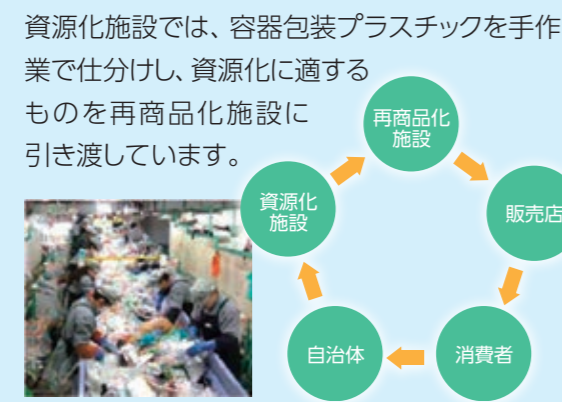 資源化施設では、容器包装プラスチックを手作
業で仕分けし、資源化に適する
ものを再商品化施設に
引き渡しています。
再商品化
施設
資源化
施設
販売店
自治体
消費者